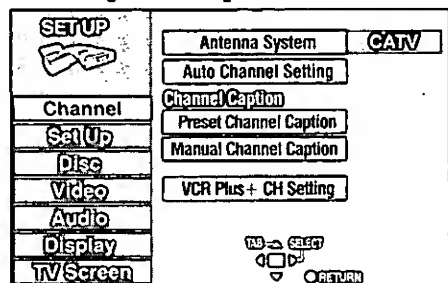 SETUP
Channel
Set Up
Disc
Video
Audio
Display
TV Screen
Antenna System CATV
Auto Channel Setting
Channel Caption
Preset Channel Caption
Manual Channel Caption
VCR Plus+ CH Setting
TAB SELECT
RETURN